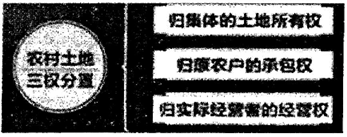 农村土地
三权分置
归集体的土地所有权
归原农户的承包权
归实际经营者的经营权